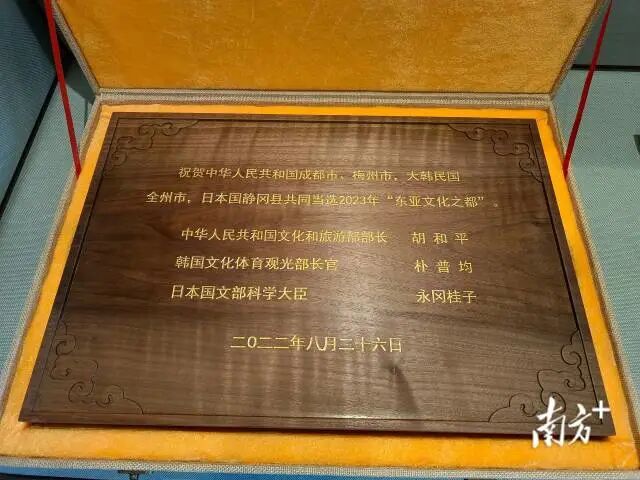 祝贺中华人民共和国成都市、梅州市，大韩民国
全州市，日本国静冈县共同当选2023年“东亚文化之都”。
中华人民共和国文化和旅游部部长 胡和平
韩国文化体育观光部长官 朴普均
日本国文部科学大臣 永冈桂子
二〇二二年八月二十六日
南方+